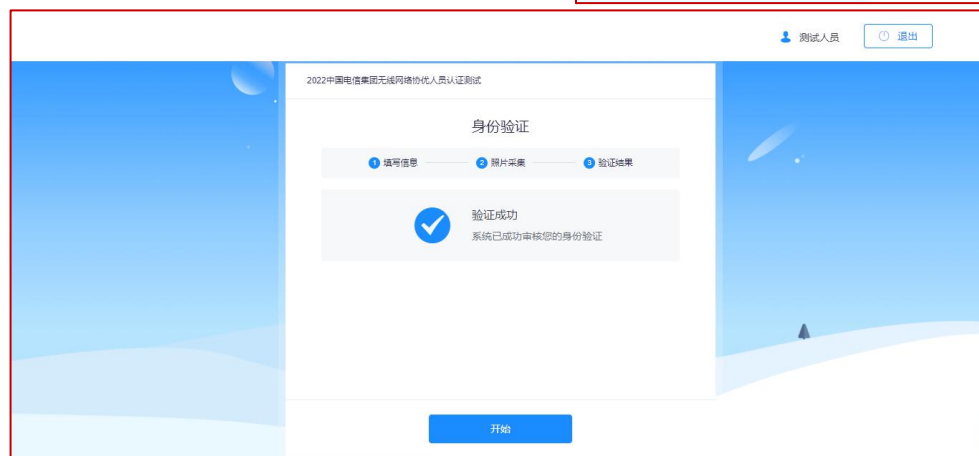 测试人员
退出
2022中国电信集团无线网络协优人员认证测试
身份验证
1 填写信息 2 照片采集 3 验证结果
验证成功
系统已成功审核您的身份验证
开始